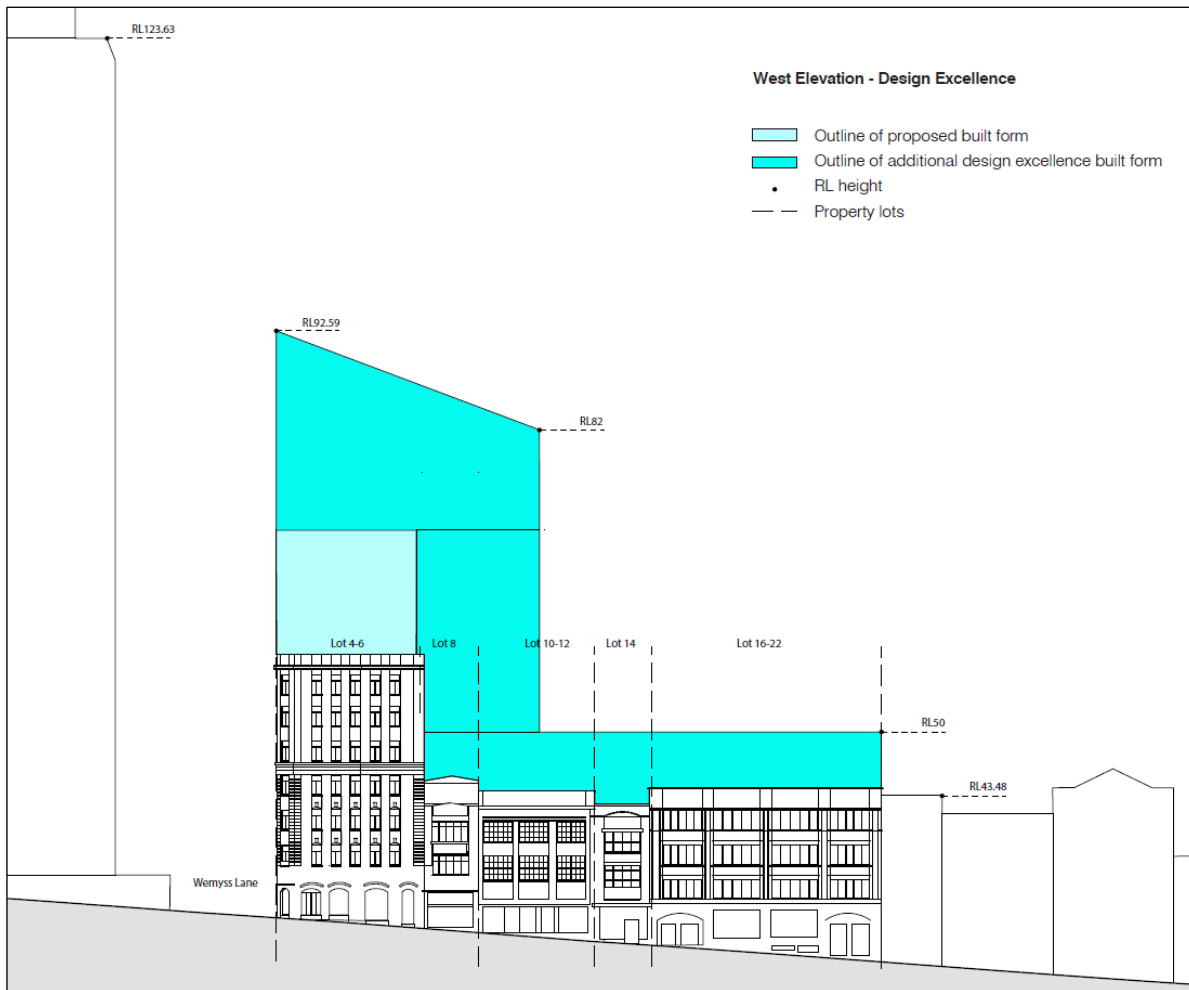 RL123.63
West Elevation - Design Excellence
Outline of proposed built form
Outline of additional design excellence built form
RL height
Property lots
RL92.59
RL82
Lot 4-6
Lot 8
Lot 10-12
Lot 14
Lot 16-22
RL50
RL43.48
Wemyss Lane